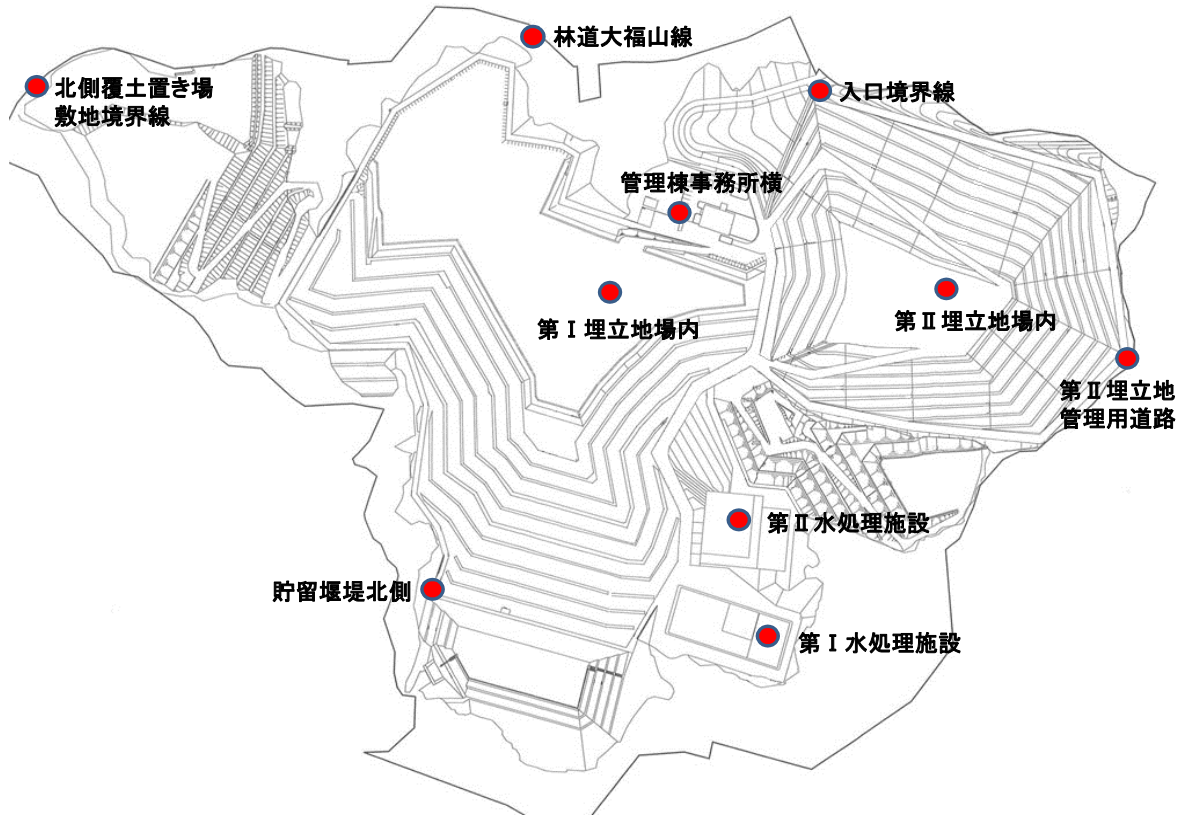 林道大福山線
北側覆土置き場
敷地境界線
入口境界線
管理棟事務所横
第Ⅰ埋立地場内
第Ⅱ埋立地場内
第Ⅱ埋立地
管理用道路
第Ⅱ水処理施設
貯留堰堤北側
第Ⅰ水処理施設